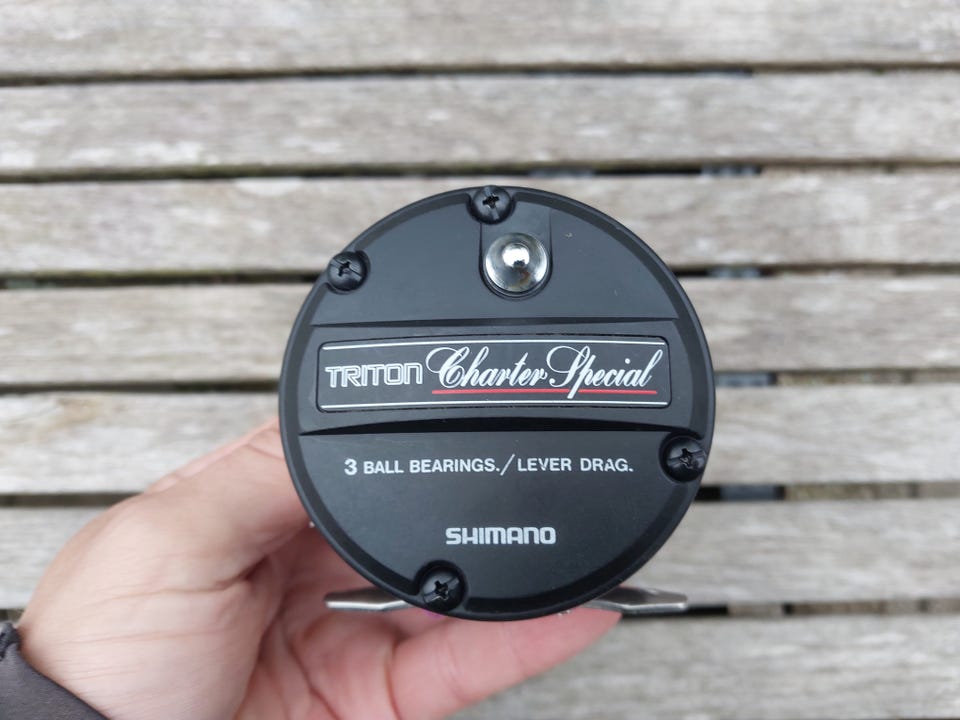 TRITON Charter Special
3 BALL BEARINGS./LEVER DRAG.
SHIMANO